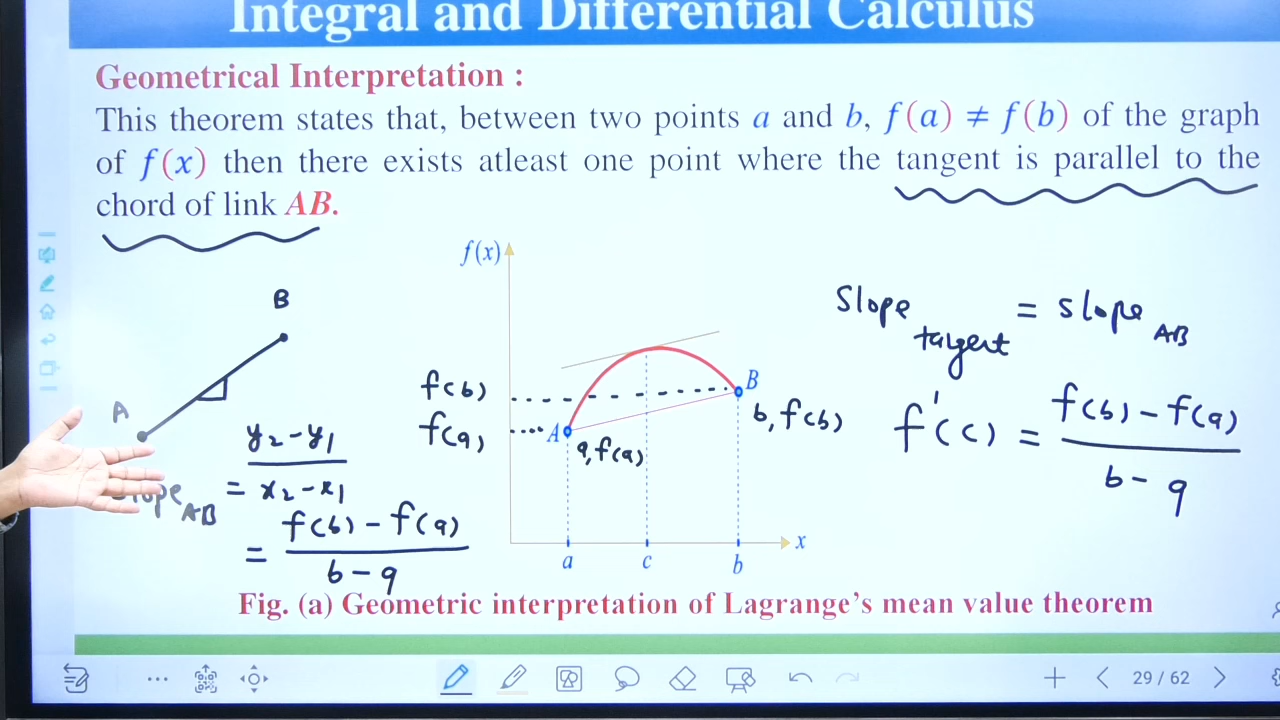 Integral and Differential Calculus
Geometrical Interpretation :
This theorem states that, between two points a and b, f(a) ≠ f(b) of the graph
of f(x) then there exists atleast one point where the tangent is parallel to the
chord of link AB.
B
A
y₂-y₁
Slope AB = x₂-x₁
= f(b) - f(a)
b-a
f(x)
f(b)
f(a)
A
a, f(a)
B
b, f(b)
a c b x
Slope tangent = slope AB
f'(c) = f(b) - f(a)
b - a
Fig. (a) Geometric interpretation of Lagrange's mean value theorem
29 / 62